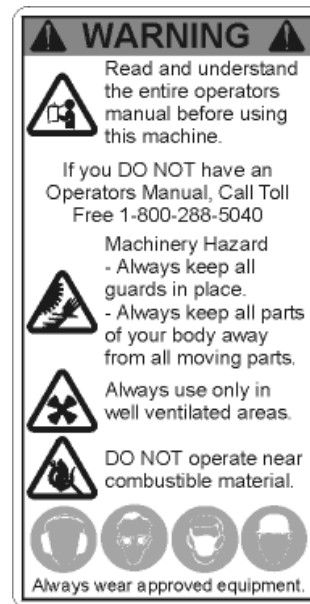 WARNING
Read and understand
the entire operators
manual before using
this machine.
If you DO NOT have an
Operators Manual, Call Toll
Free 1-800-288-5040
Machinery Hazard
- Always keep all
guards in place.
- Always keep all parts
of your body away
from all moving parts.
Always use only in
well ventilated areas.
DO NOT operate near
combustible material.
Always wear approved equipment.